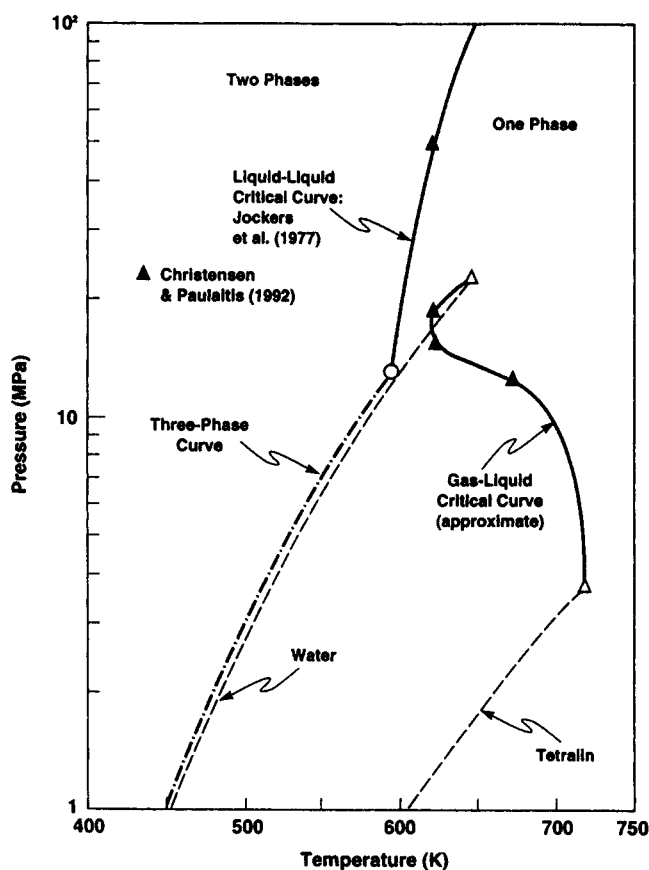 10²
Two Phases
One Phase
Liquid-Liquid
Critical Curve:
Jockers
et al. (1977)
▲ Christensen
& Paulaitis (1992)
Pressure (MPa)
10
Three-Phase
Curve
Gas-Liquid
Critical Curve
(approximate)
Water
Tetralin
1
400
500
600
700
750
Temperature (K)